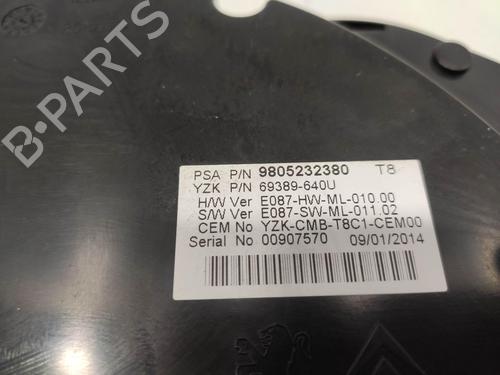 PSA P/N 9805232380 T8
YZK P/N 69389-640U
H/W Ver E087-HW-ML-010.00
S/W Ver E087-SW-ML-011.02
CEM No YZK-CMB-T8C1-CEM00
Serial No 00907570 09/01/2014
B-PARTS